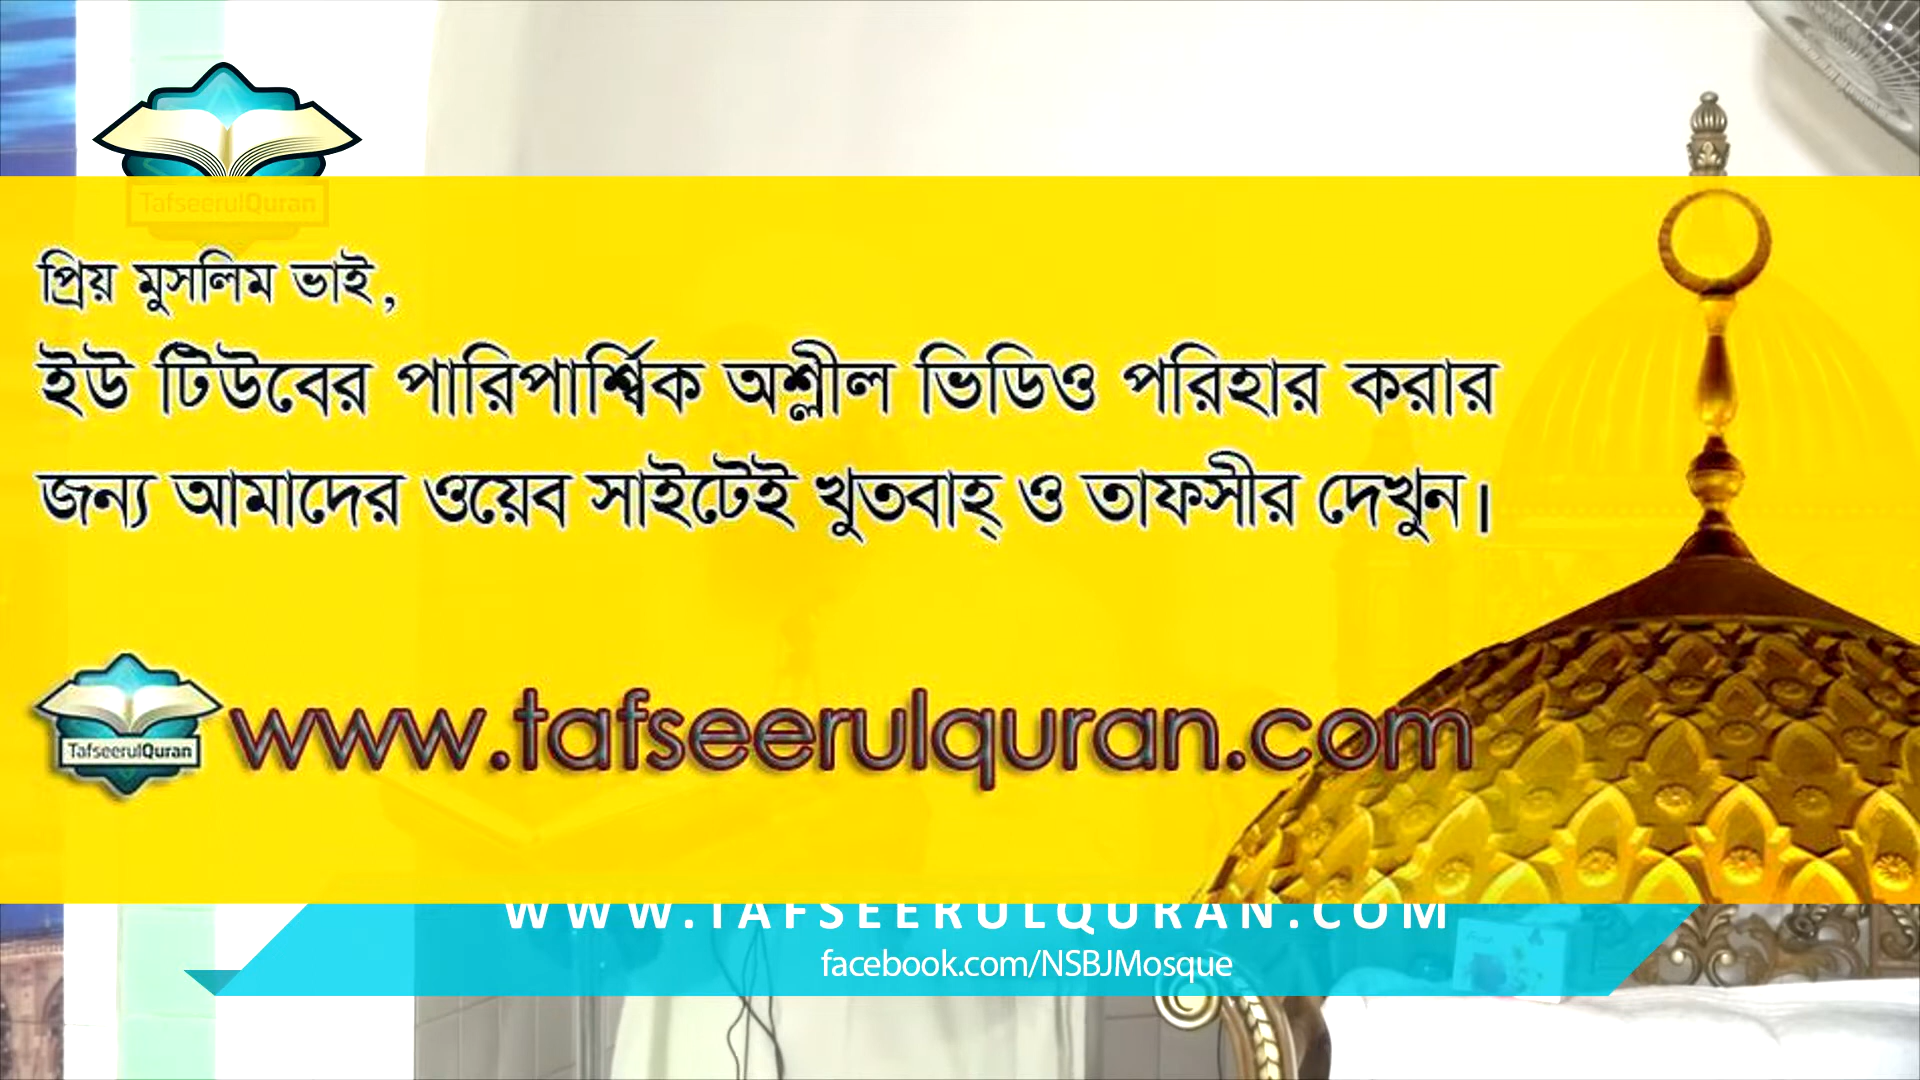 TafseerulQuran
প্রিয় মুসলিম ভাই,
ইউ টিউবের পারিপার্শ্বিক অশ্লীল ভিডিও পরিহার করার
জন্য আমাদের ওয়েব সাইটেই খুতবাহ্ ও তাফসীর দেখুন।
TafseerulQuran
www.tafseerulquran.com
WWW.TAFSEERULQURAN.COM
facebook.com/NSBJMosque